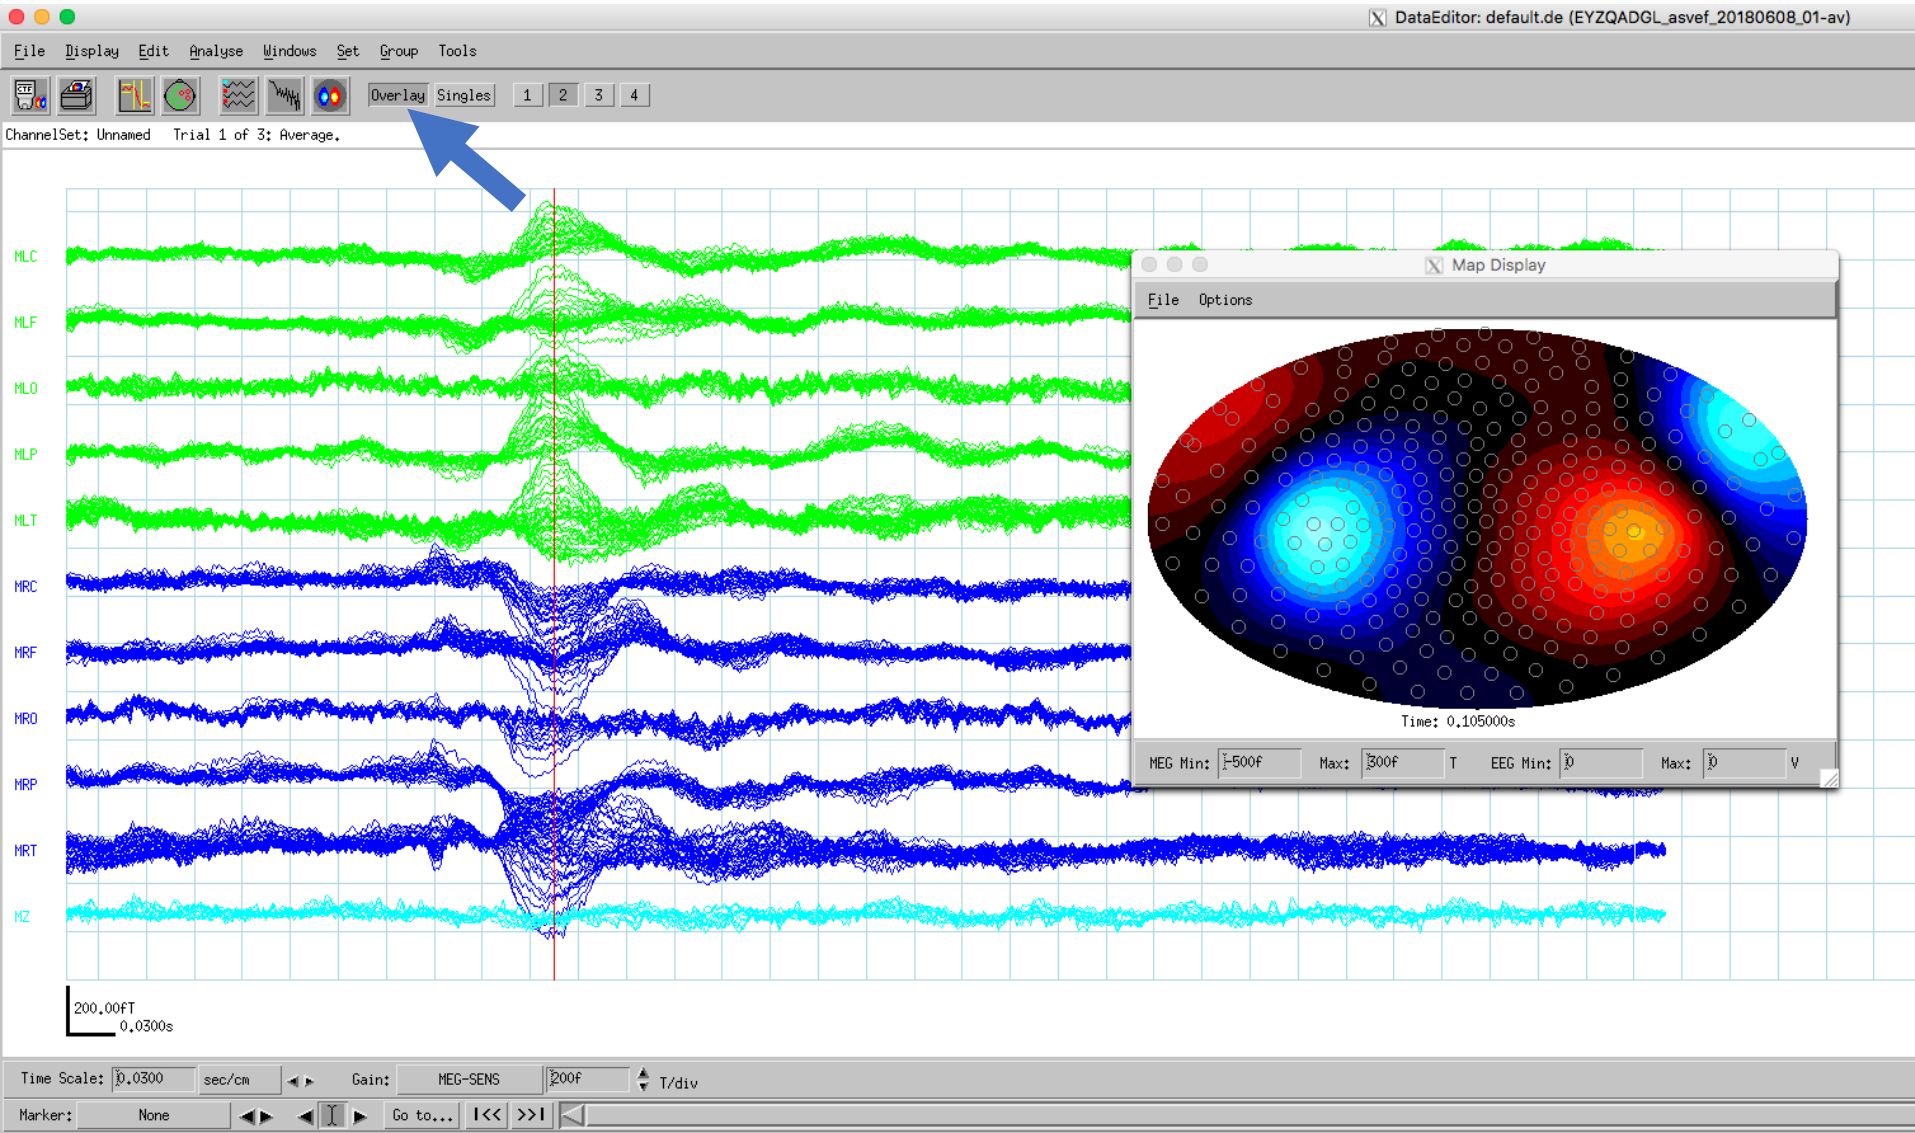 DataEditor: default.de (EYZQADGL_asvef_20180608_01-av)
File Display Edit Analyse Windows Set Group Tools
CTF Overlay Singles 1 2 3 4
ChannelSet: Unnamed Trial 1 of 3: Average.
MLC
MLF
MLO
MLP
MLT
MRC
MRF
MRO
MRP
MRT
MZ
Map Display
File Options
Time: 0.105000s
MEG Min: -500f Max: 300f T EEG Min: 0 Max: 0 V
200.00fT
0.0300s
Time Scale: 0.0300 sec/cm Gain: MEG-SENS 200f T/div
Marker: None Go to... I<< >>I